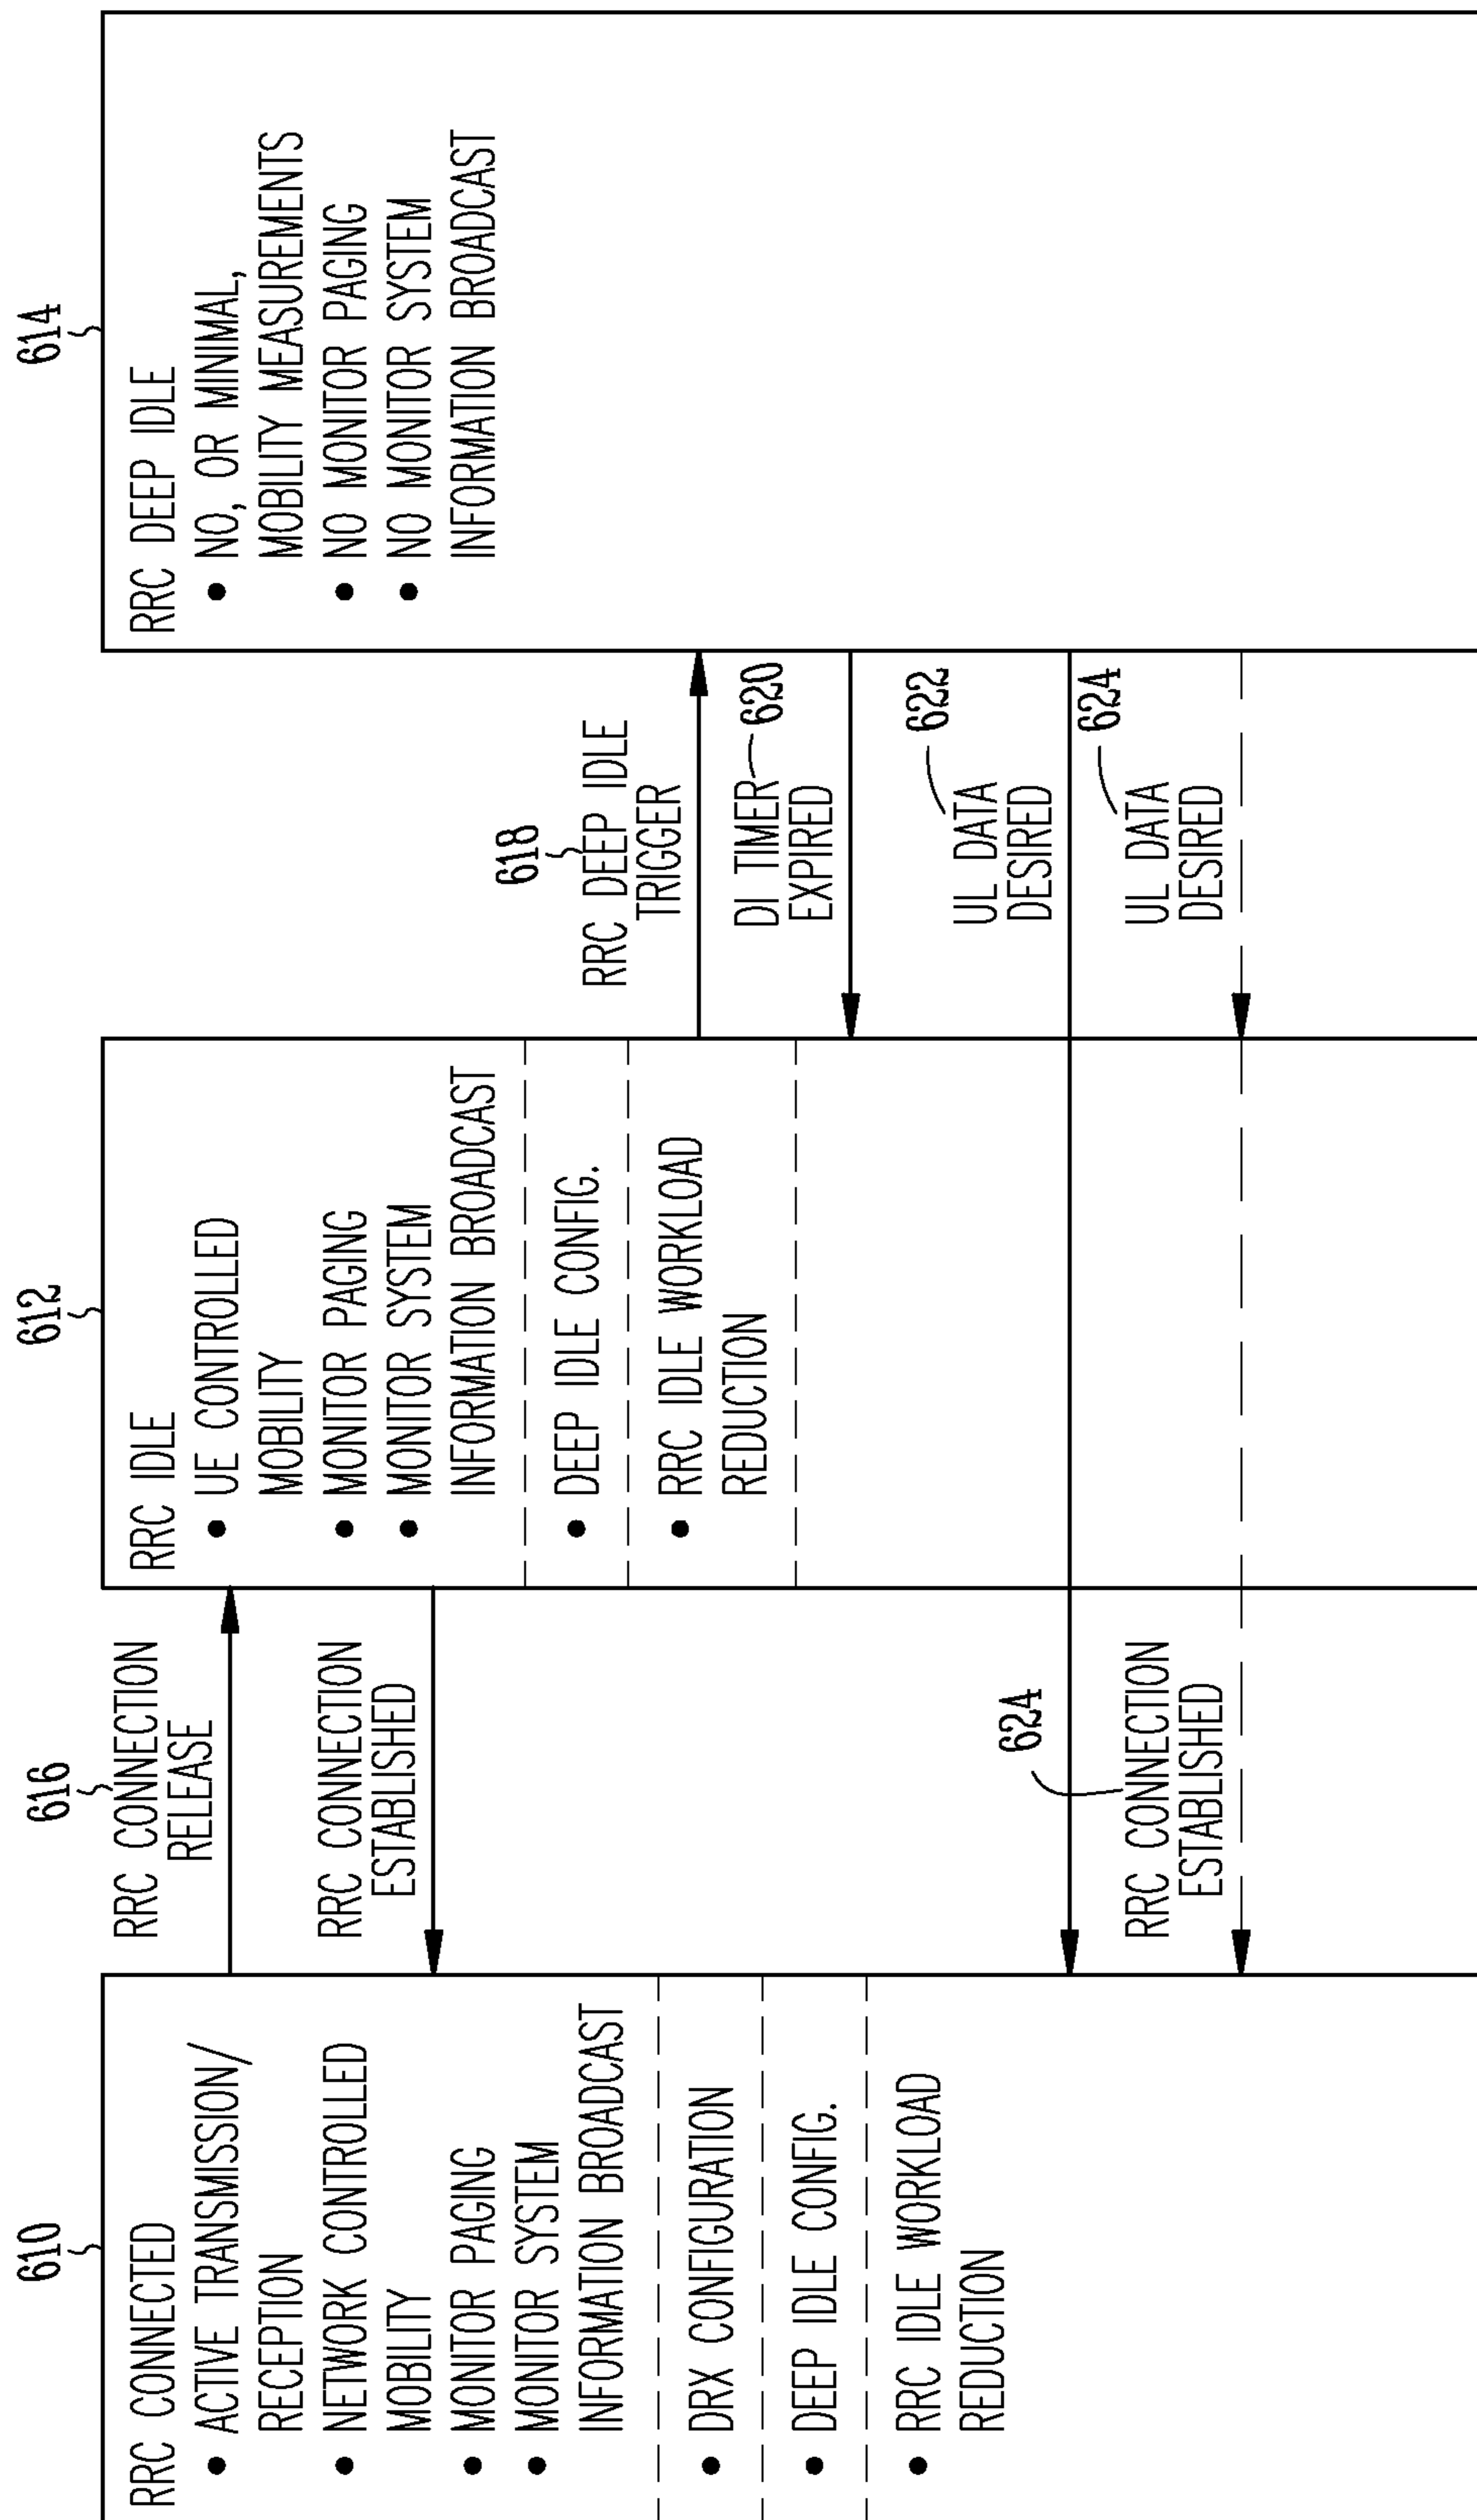 610
RRC CONNECTED
• ACTIVE TRANSMISSION/
RECEPTION
• NETWORK CONTROLLED
MOBILITY
• MONITOR PAGING
• MONITOR SYSTEM
INFORMATION BROADCAST
• DRX CONFIGURATION
• DEEP IDLE CONFIG.
• RRC IDLE WORKLOAD
REDUCTION
616
RRC CONNECTION
RELEASE
RRC CONNECTION
ESTABLISHED
624
RRC CONNECTION
ESTABLISHED
612
RRC IDLE
• UE CONTROLLED
MOBILITY
• MONITOR PAGING
• MONITOR SYSTEM
INFORMATION BROADCAST
• DEEP IDLE CONFIG.
• RRC IDLE WORKLOAD
REDUCTION
618
RRC DEEP IDLE
TRIGGER
DI TIMER 620
EXPIRED
622
UL DATA
DESIRED
624
UL DATA
DESIRED
614
RRC DEEP IDLE
• NO, OR MINIMAL,
MOBILITY MEASUREMENTS
• NO MONITOR PAGING
• NO MONITOR SYSTEM
INFORMATION BROADCAST